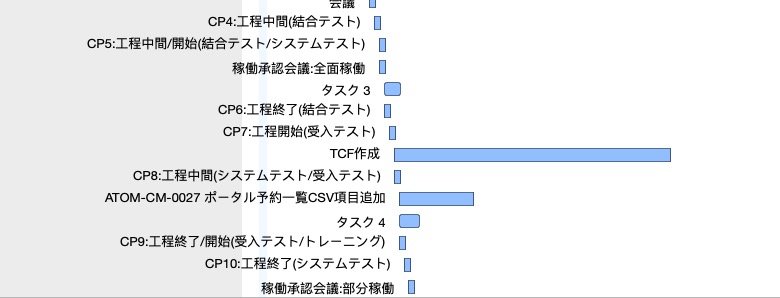 会議
CP4:工程中間(結合テスト)
CP5:工程中間/開始(結合テスト/システムテスト)
稼働承認会議:全面稼働
タスク 3
CP6:工程終了(結合テスト)
CP7:工程開始(受入テスト)
TCF作成
CP8:工程中間(システムテスト/受入テスト)
ATOM-CM-0027 ポータル予約一覧CSV項目追加
タスク 4
CP9:工程終了/開始(受入テスト/トレーニング)
CP10:工程終了(システムテスト)
稼働承認会議:部分稼働